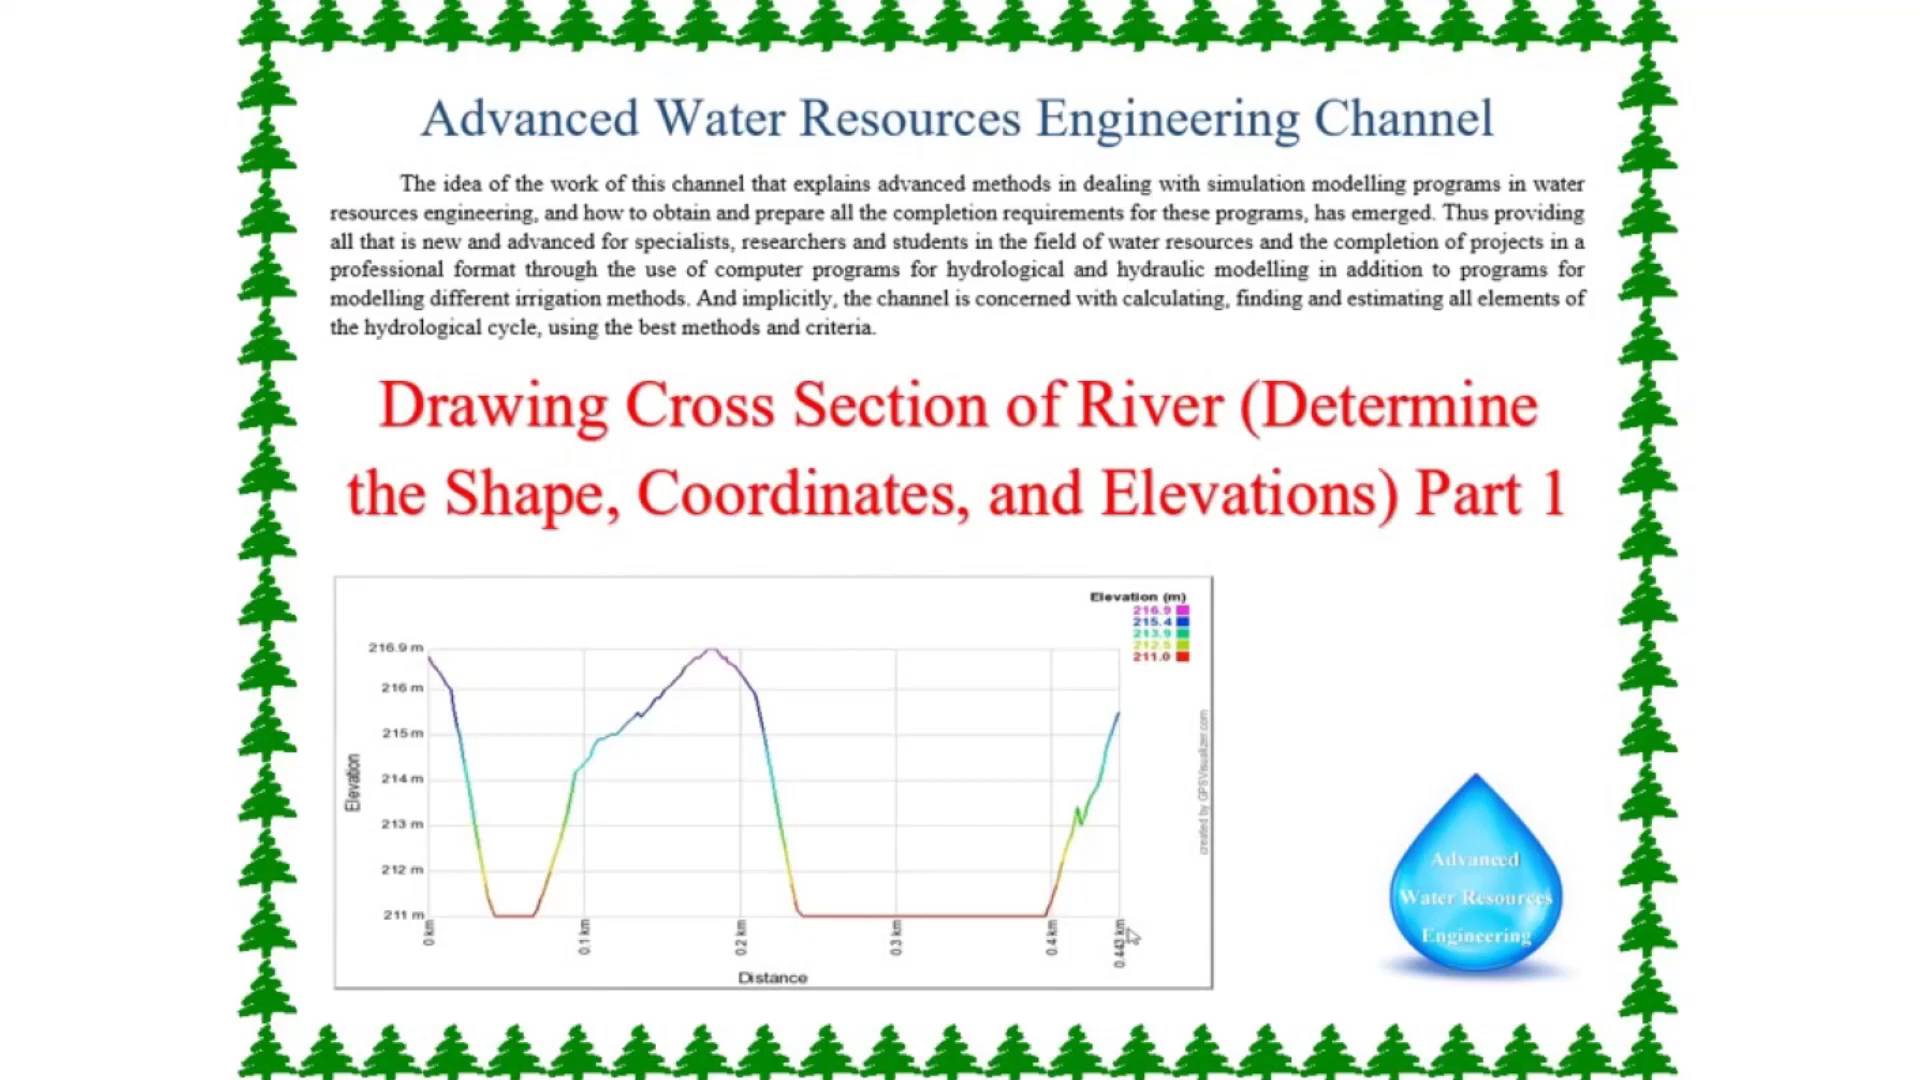 Advanced Water Resources Engineering Channel
The idea of the work of this channel that explains advanced methods in dealing with simulation modelling programs in water
resources engineering, and how to obtain and prepare all the completion requirements for these programs, has emerged. Thus providing
all that is new and advanced for specialists, researchers and students in the field of water resources and the completion of projects in a
professional format through the use of computer programs for hydrological and hydraulic modelling in addition to programs for
modelling different irrigation methods. And implicitly, the channel is concerned with calculating, finding and estimating all elements of
the hydrological cycle, using the best methods and criteria.
Drawing Cross Section of River (Determine
the Shape, Coordinates, and Elevations) Part 1
Elevation (m)
216.9
215.4
213.9
212.5
211.0
216.9 m
216 m
215 m
214 m
213 m
212 m
211 m
Elevation
0 km
0.1 km
0.2 km
0.3 km
0.4 km
0.443 km
Distance
created by GPSVisualizer.com
Advanced
Water Resources
Engineering